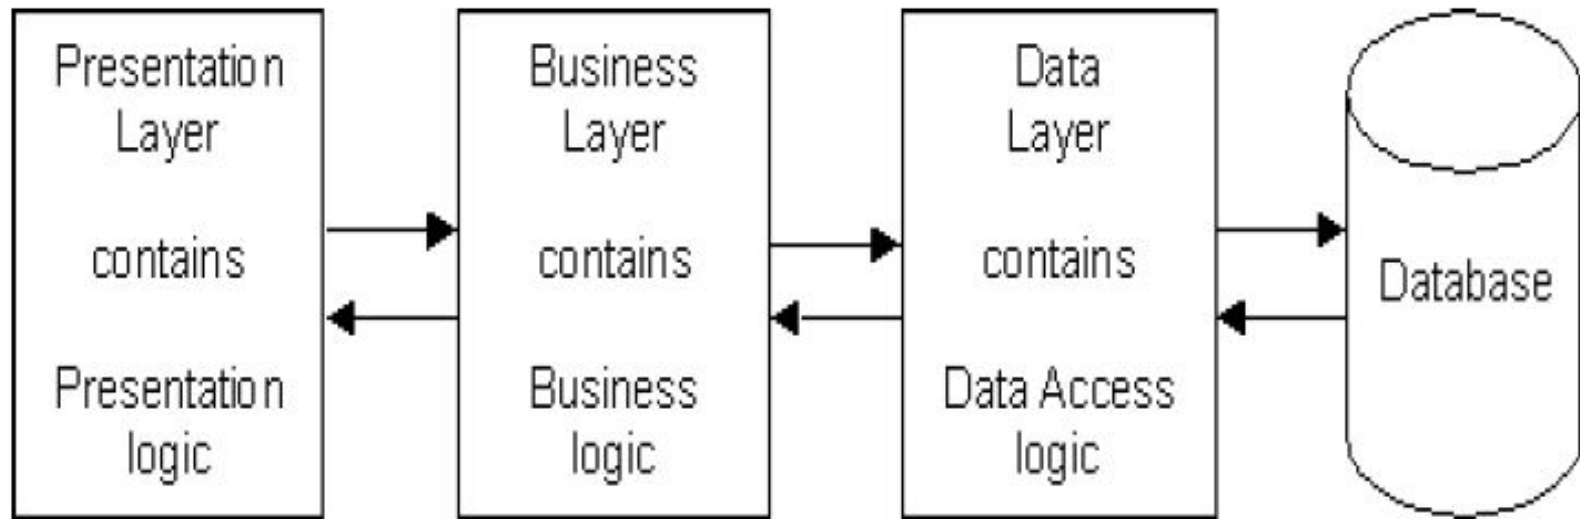 Presentation
Layer
contains
Presentation
logic
Business
Layer
contains
Business
logic
Data
Layer
contains
Data Access
logic
Database